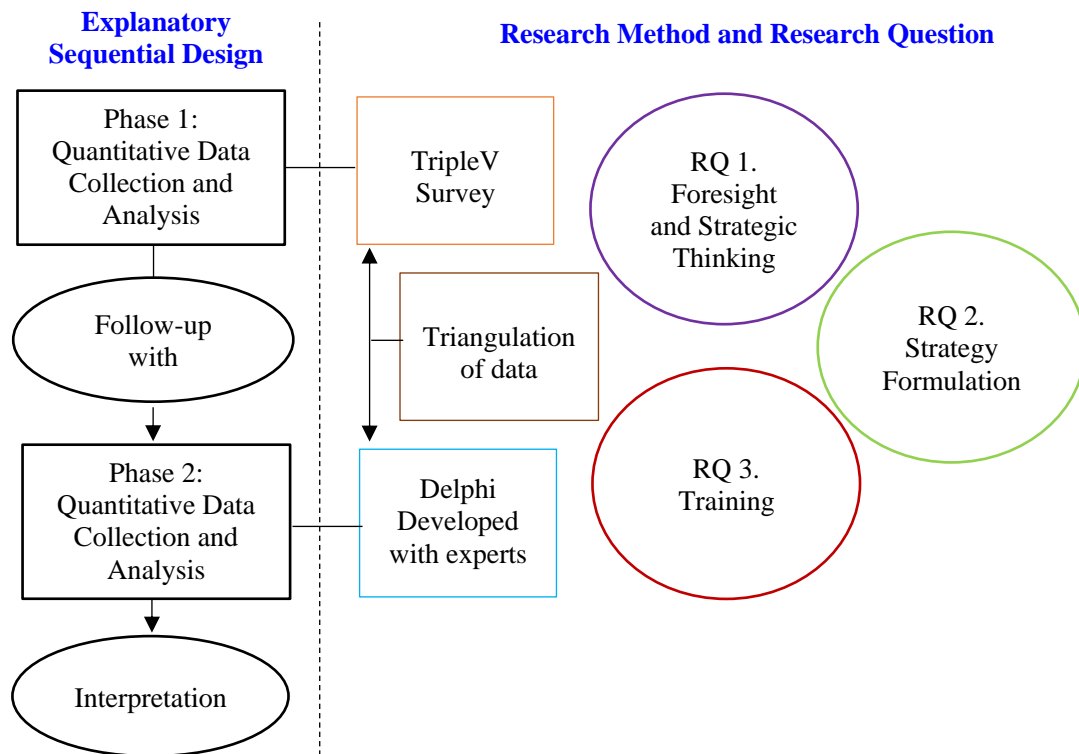 Explanatory
Sequential Design
Research Method and Research Question
Phase 1:
Quantitative Data
Collection and
Analysis
TripleV
Survey
RQ 1.
Foresight
and Strategic
Thinking
Follow-up
with
Triangulation
of data
RQ 2.
Strategy
Formulation
Phase 2:
Quantitative Data
Collection and
Analysis
Delphi
Developed
with experts
RQ 3.
Training
Interpretation